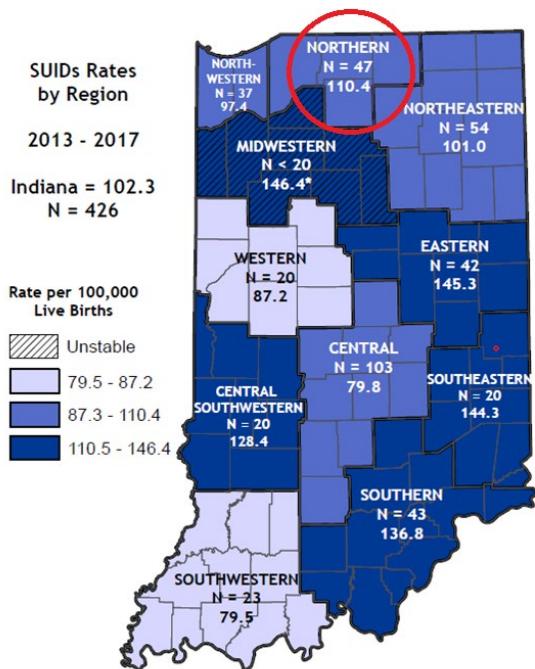 SUIDs Rates
by Region
2013 - 2017
Indiana = 102.3
N = 426
Rate per 100,000
Live Births
Unstable
79.5 - 87.2
87.3 - 110.4
110.5 - 146.4
NORTH-
WESTERN
N = 37
97.4
NORTHERN
N = 47
110.4
NORTHEASTERN
N = 54
101.0
MIDWESTERN
N < 20
146.4*
WESTERN
N = 20
87.2
EASTERN
N = 42
145.3
CENTRAL
N = 103
79.8
CENTRAL
SOUTHWESTERN
N = 20
128.4
SOUTHEASTERN
N = 20
144.3
SOUTHERN
N = 43
136.8
SOUTHWESTERN
N = 23
79.5